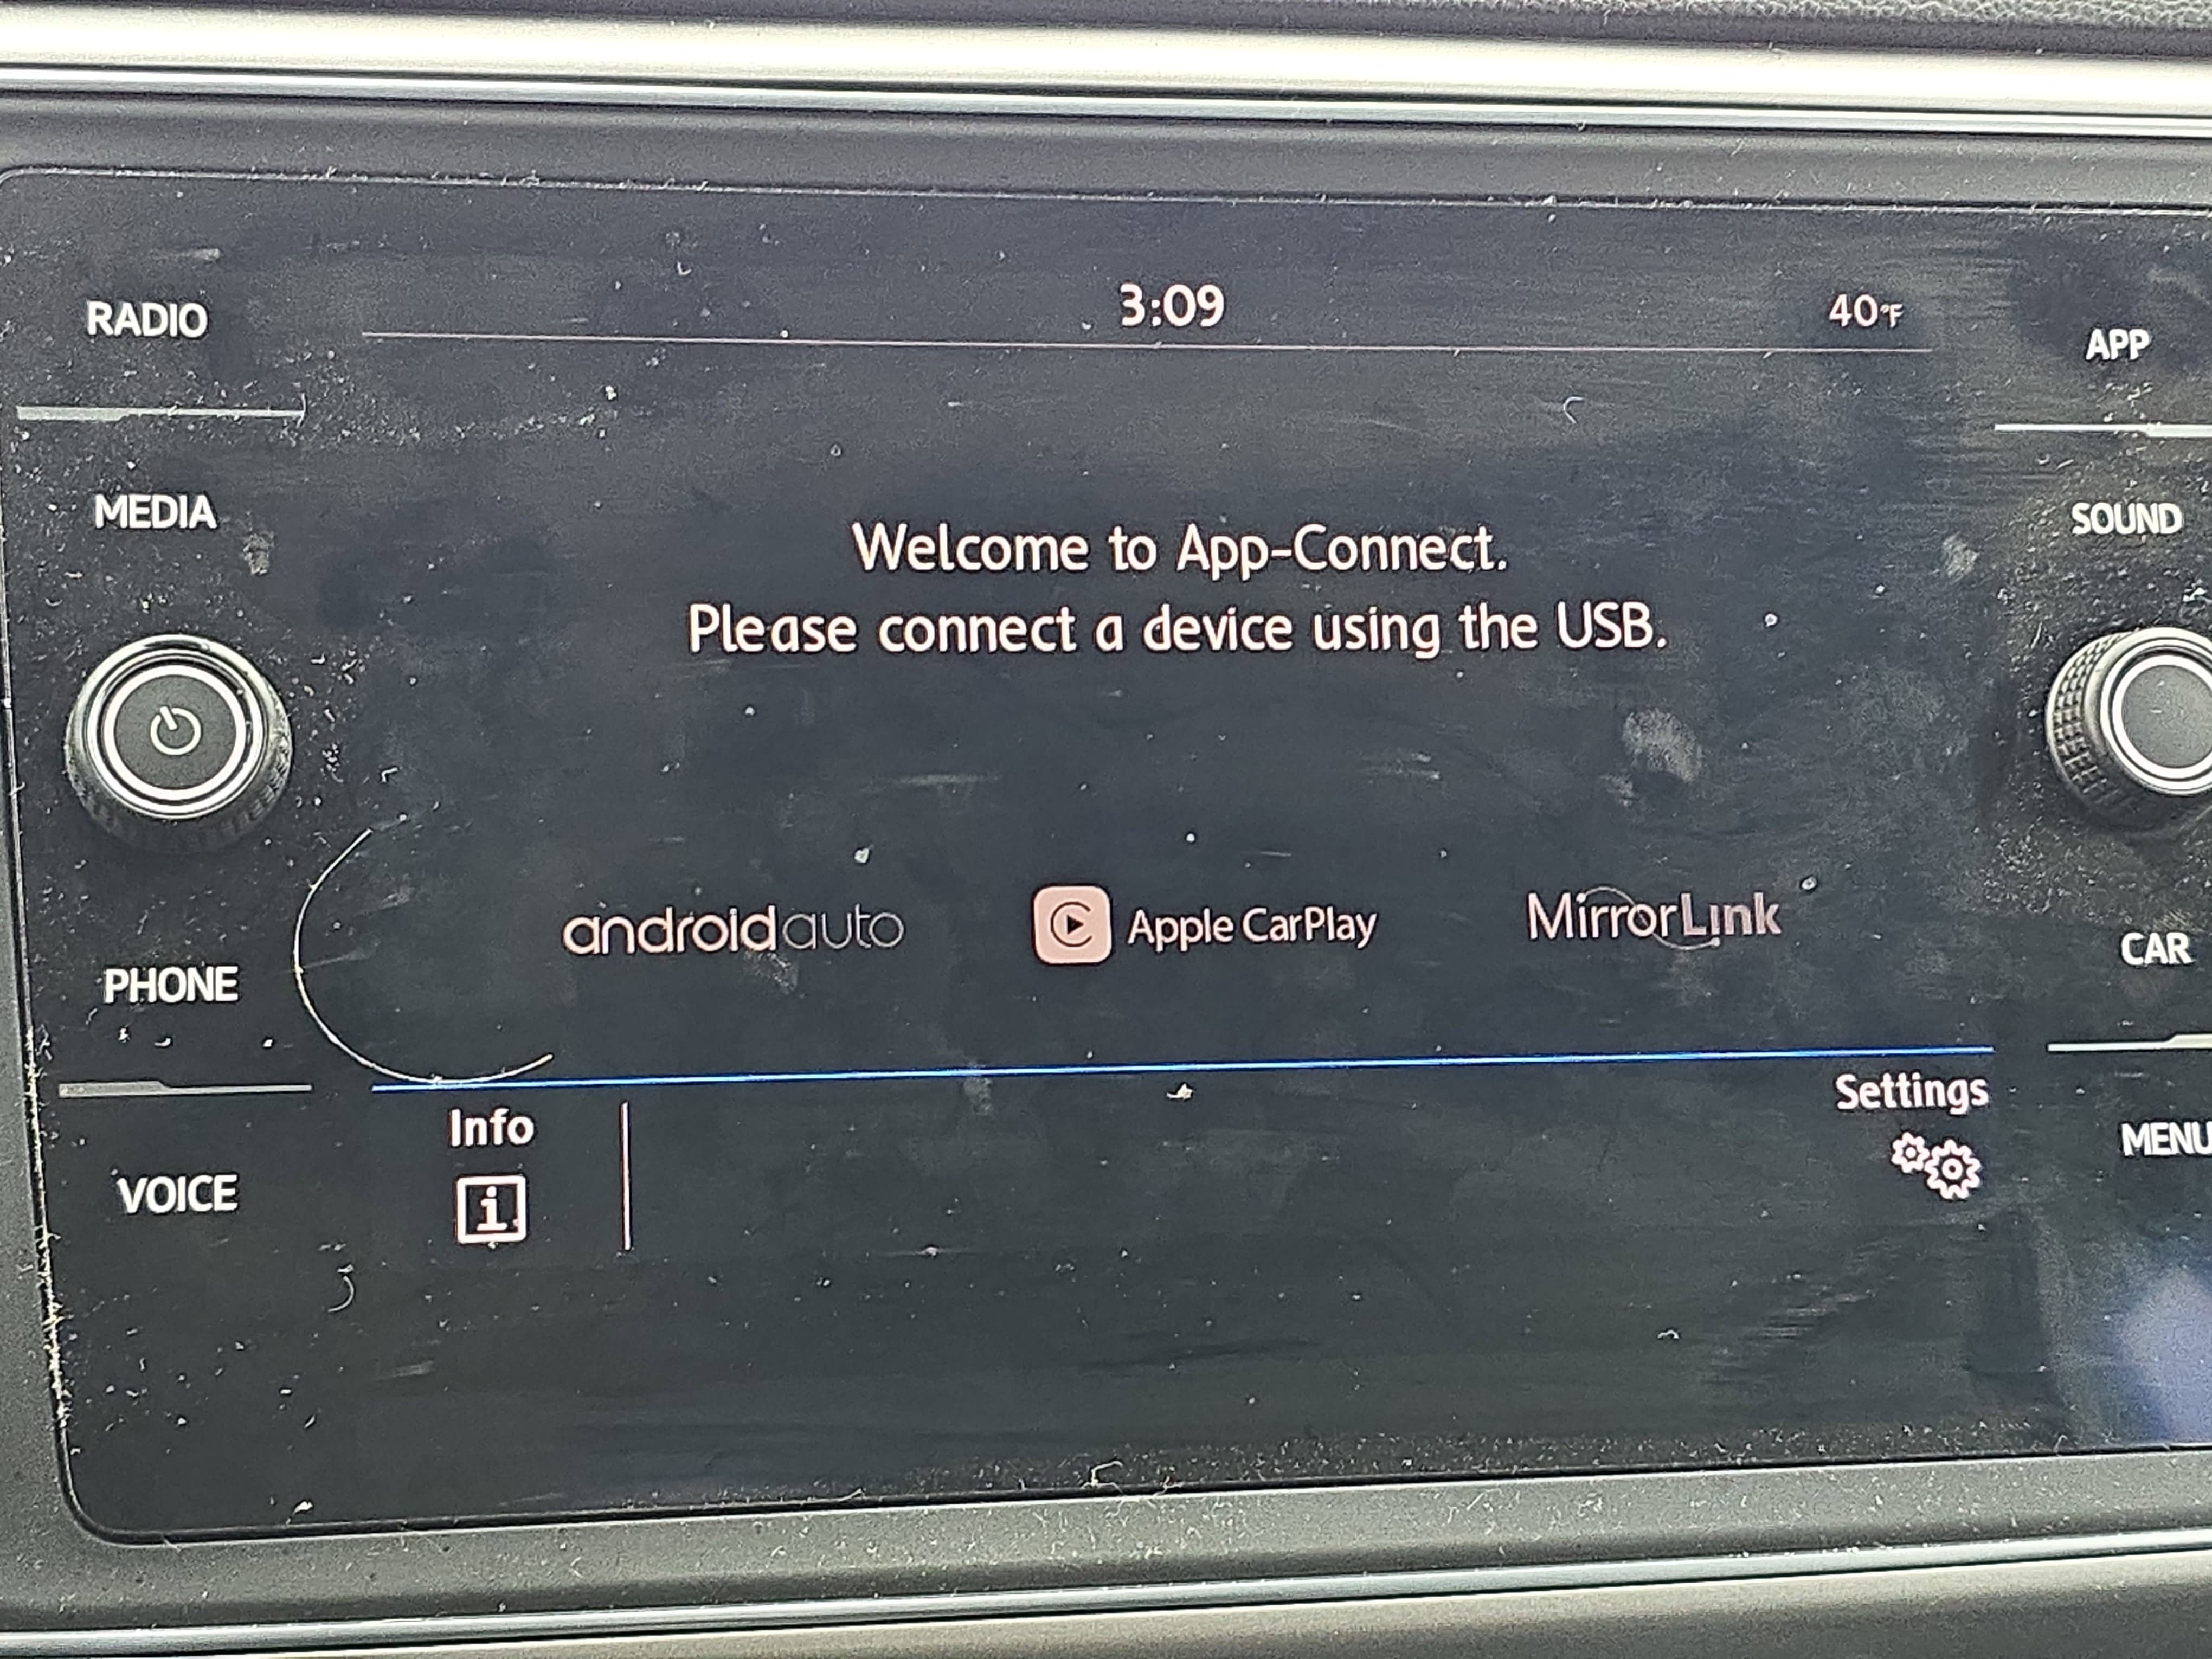 3:09
40°F
RADIO
APP
MEDIA
SOUND
Welcome to App-Connect.
Please connect a device using the USB.
androidauto
Apple CarPlay
MirrorLink
PHONE
CAR
Info
Settings
VOICE
MENU
i